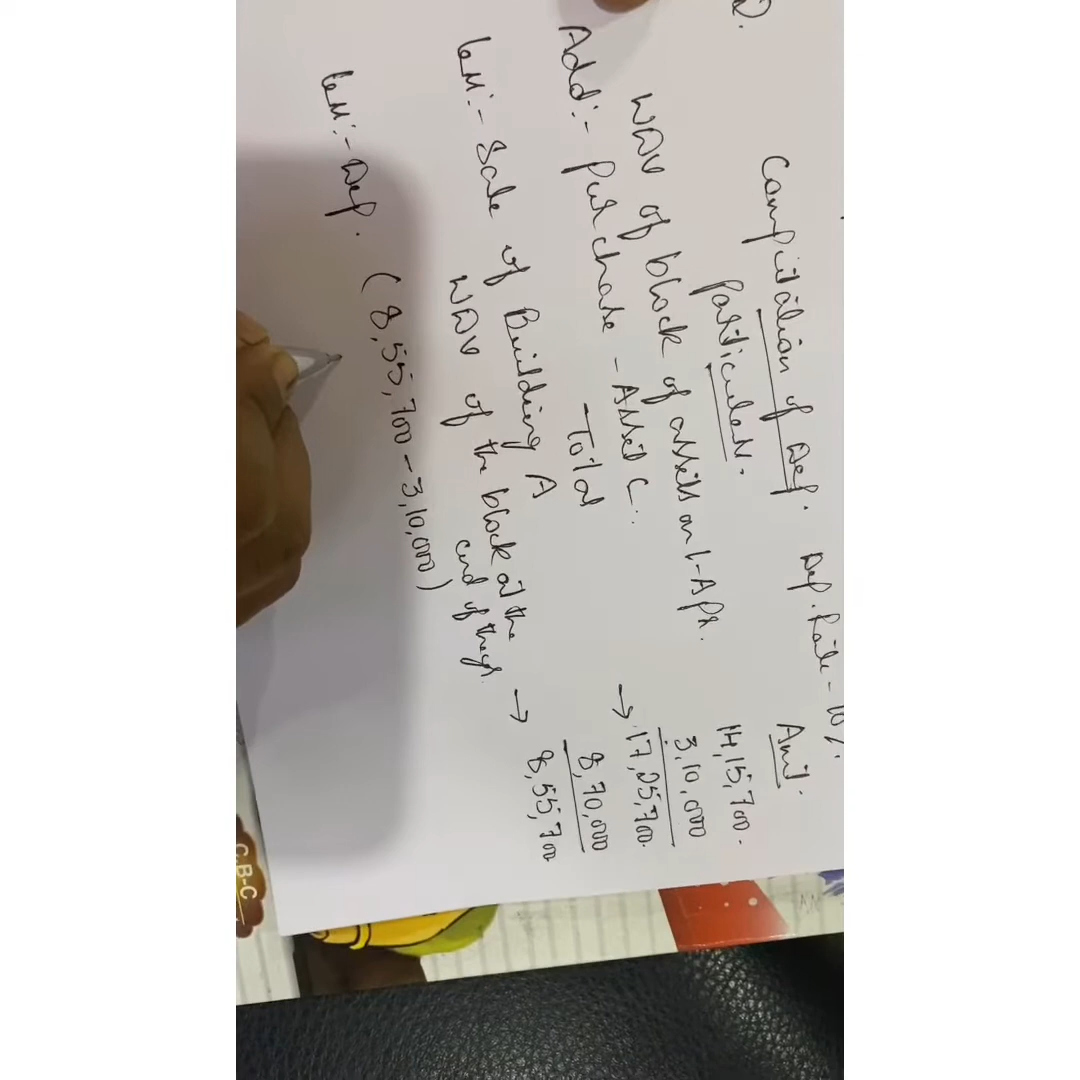 Computation of Dep. Dep. Rate - 10%
Particulars. Amt.
WDV of block of assets on 1-Apr. 14,15,700.
Add:- Purchase - Asset C. 3,10,000
Total → 17,25,700
Less:- Sale of Building A 8,70,000
WDV of the block at the end of the yr. → 8,55,700
Less:- Dep. (8,55,700 - 3,10,000)
C.B-C